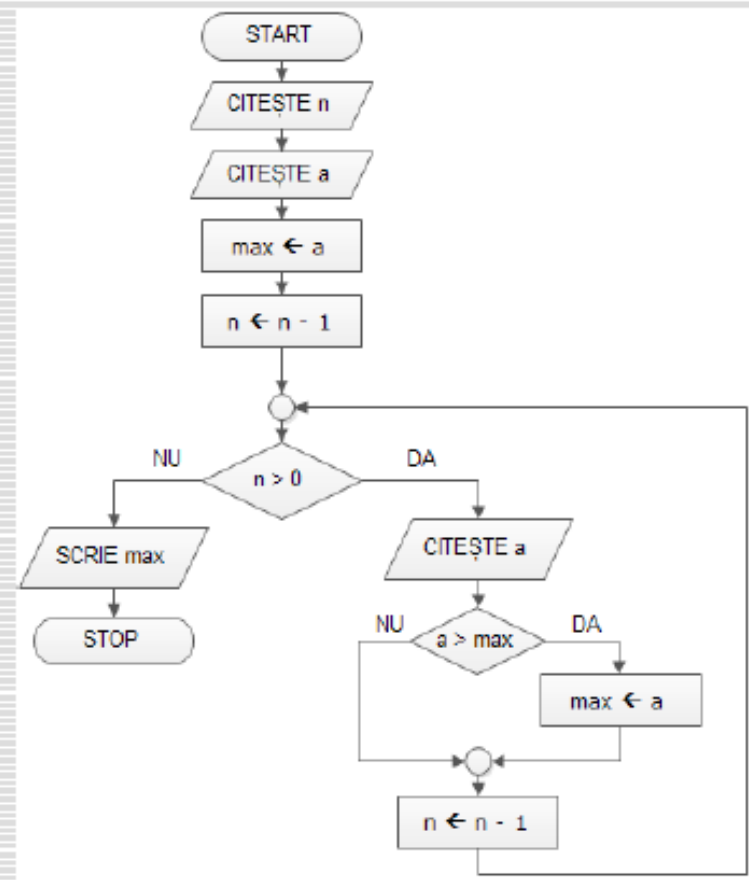 START
CITEȘTE n
CITEȘTE a
max ← a
n ← n - 1
NU
DA
n > 0
SCRIE max
CITEȘTE a
STOP
NU
DA
a > max
max ← a
n ← n - 1